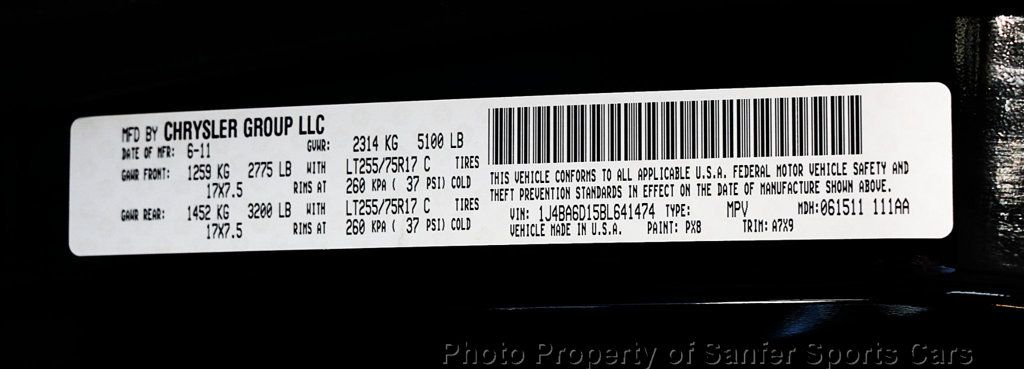 MFD BY CHRYSLER GROUP LLC
DATE OF MFR: 6-11 GVWR: 2314 KG 5100 LB
GAWR FRONT: 1259 KG 2775 LB WITH LT255/75R17 C TIRES
17X7.5 RIMS AT 260 KPA ( 37 PSI) COLD
GAWR REAR: 1452 KG 3200 LB WITH LT255/75R17 C TIRES
17X7.5 RIMS AT 260 KPA ( 37 PSI) COLD
THIS VEHICLE CONFORMS TO ALL APPLICABLE U.S.A. FEDERAL MOTOR VEHICLE SAFETY AND
THEFT PREVENTION STANDARDS IN EFFECT ON THE DATE OF MANUFACTURE SHOWN ABOVE.
VIN: 1J4BA6D15BL641474 TYPE: MPV MDH:061511 111AA
VEHICLE MADE IN U.S.A. PAINT: PX8 TRIM: A7X9
Photo Property of Sanfer Sports Cars